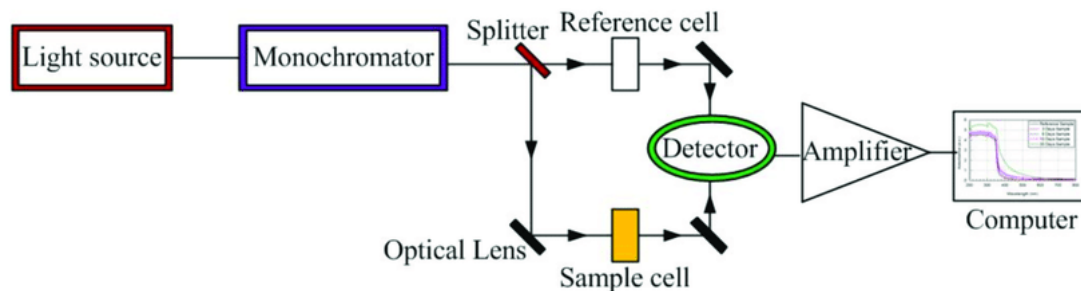 Light source
Monochromator
Splitter
Reference cell
Detector
Amplifier
Computer
Optical Lens
Sample cell